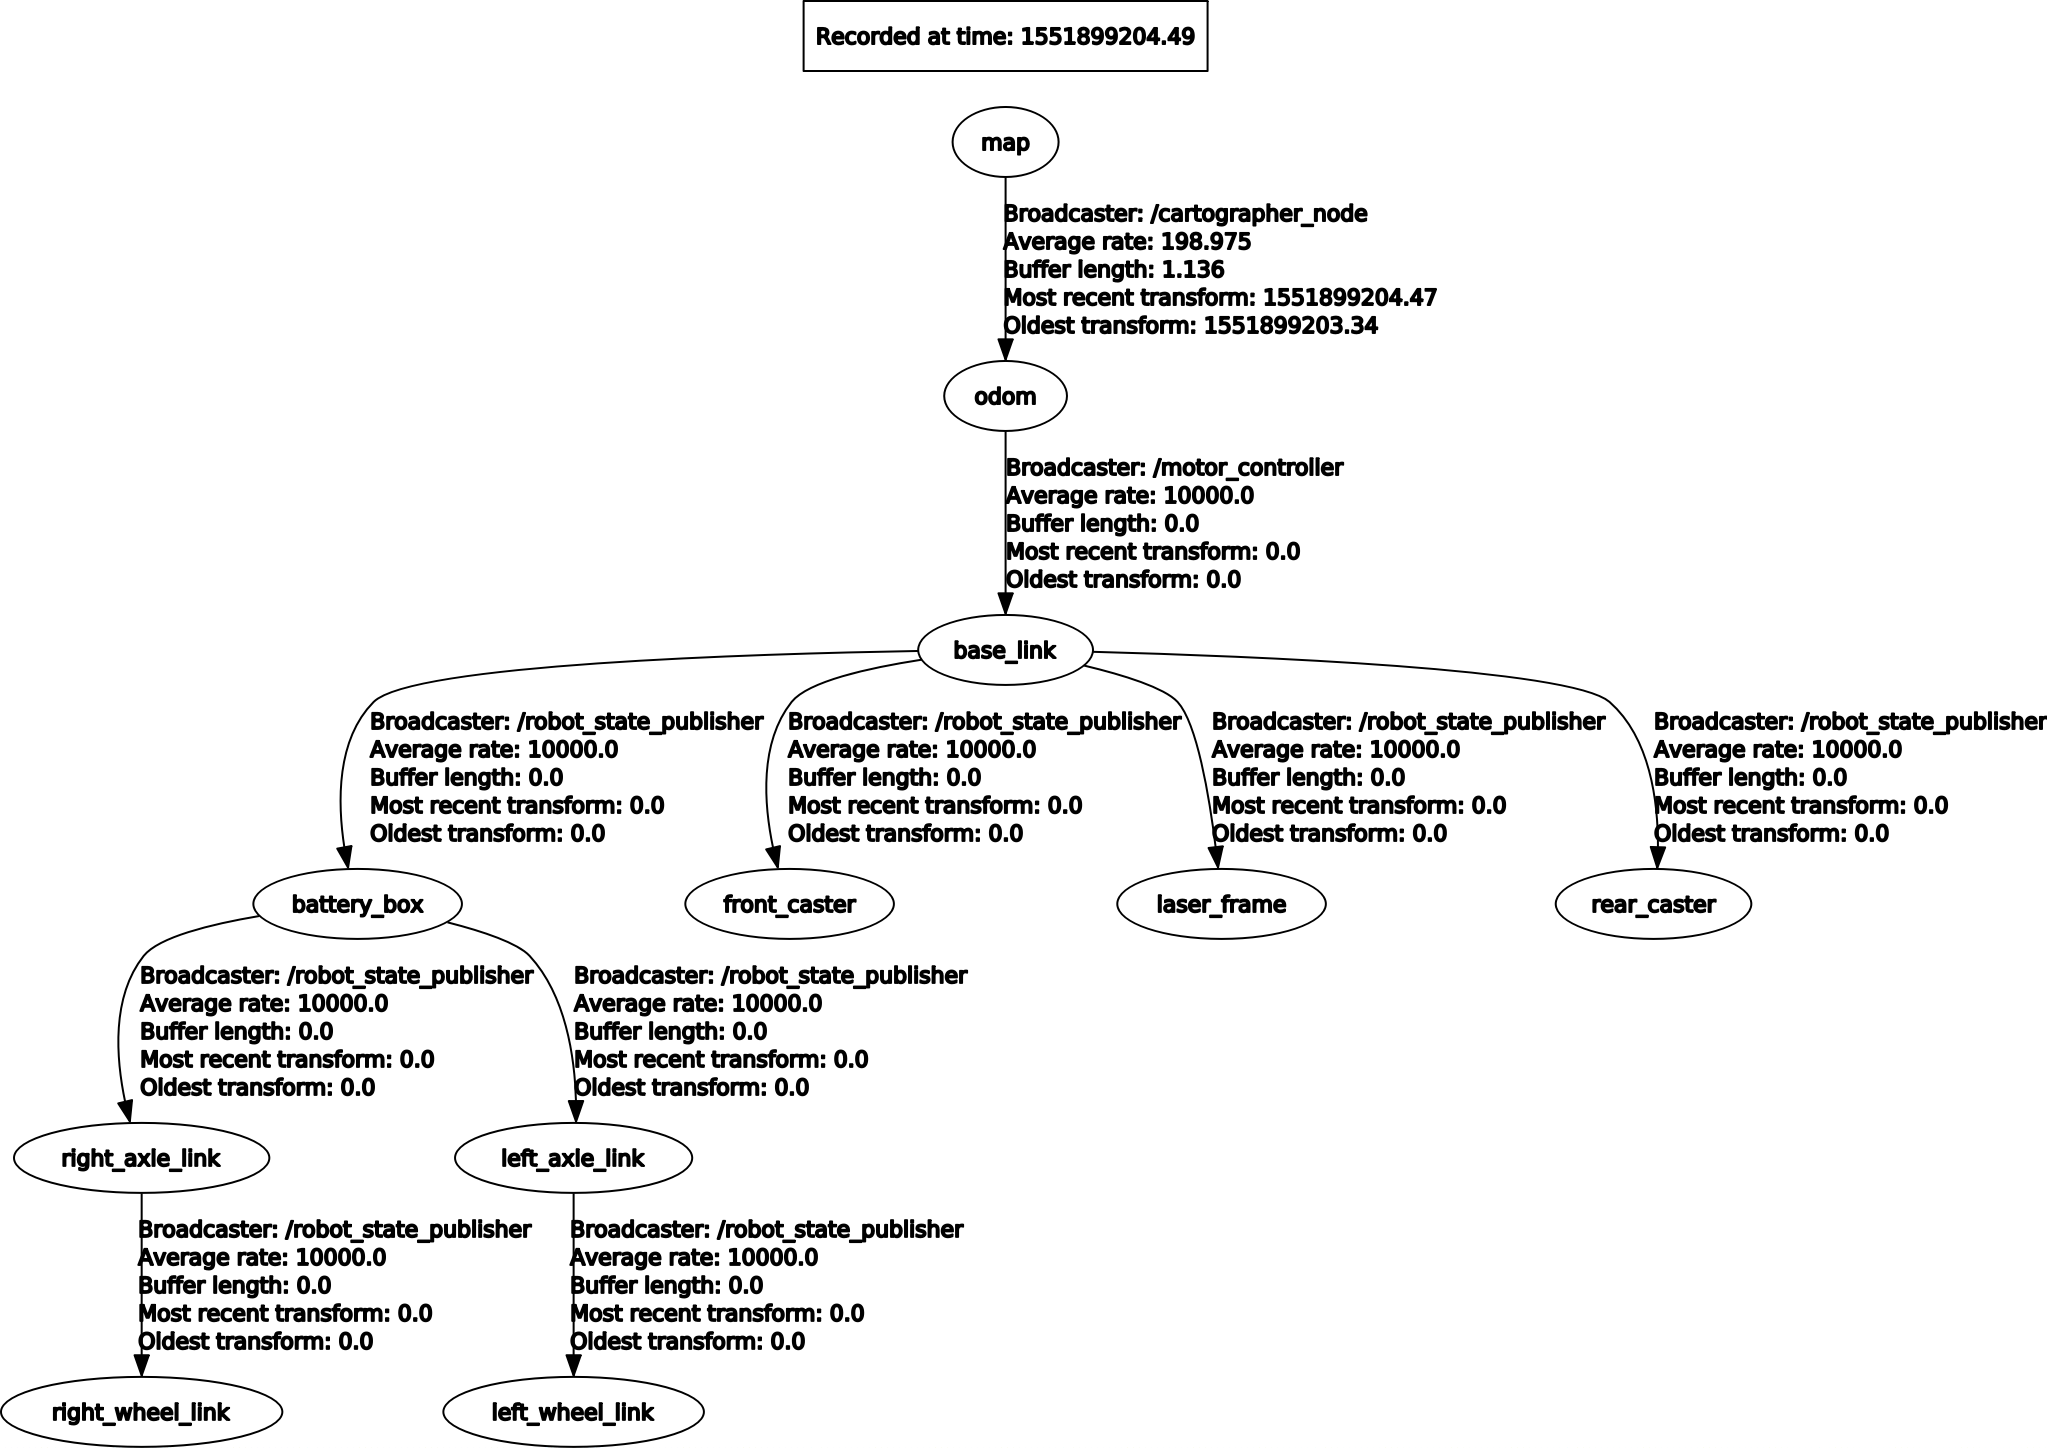 Recorded at time: 1551899204.49
map
Broadcaster: /cartographer_node
Average rate: 198.975
Buffer length: 1.136
Most recent transform: 1551899204.47
Oldest transform: 1551899203.34
odom
Broadcaster: /motor_controller
Average rate: 10000.0
Buffer length: 0.0
Most recent transform: 0.0
Oldest transform: 0.0
base_link
Broadcaster: /robot_state_publisher
Average rate: 10000.0
Buffer length: 0.0
Most recent transform: 0.0
Oldest transform: 0.0
Broadcaster: /robot_state_publisher
Average rate: 10000.0
Buffer length: 0.0
Most recent transform: 0.0
Oldest transform: 0.0
Broadcaster: /robot_state_publisher
Average rate: 10000.0
Buffer length: 0.0
Most recent transform: 0.0
Oldest transform: 0.0
Broadcaster: /robot_state_publisher
Average rate: 10000.0
Buffer length: 0.0
Most recent transform: 0.0
Oldest transform: 0.0
battery_box
front_caster
laser_frame
rear_caster
Broadcaster: /robot_state_publisher
Average rate: 10000.0
Buffer length: 0.0
Most recent transform: 0.0
Oldest transform: 0.0
Broadcaster: /robot_state_publisher
Average rate: 10000.0
Buffer length: 0.0
Most recent transform: 0.0
Oldest transform: 0.0
right_axle_link
left_axle_link
Broadcaster: /robot_state_publisher
Average rate: 10000.0
Buffer length: 0.0
Most recent transform: 0.0
Oldest transform: 0.0
Broadcaster: /robot_state_publisher
Average rate: 10000.0
Buffer length: 0.0
Most recent transform: 0.0
Oldest transform: 0.0
right_wheel_link
left_wheel_link